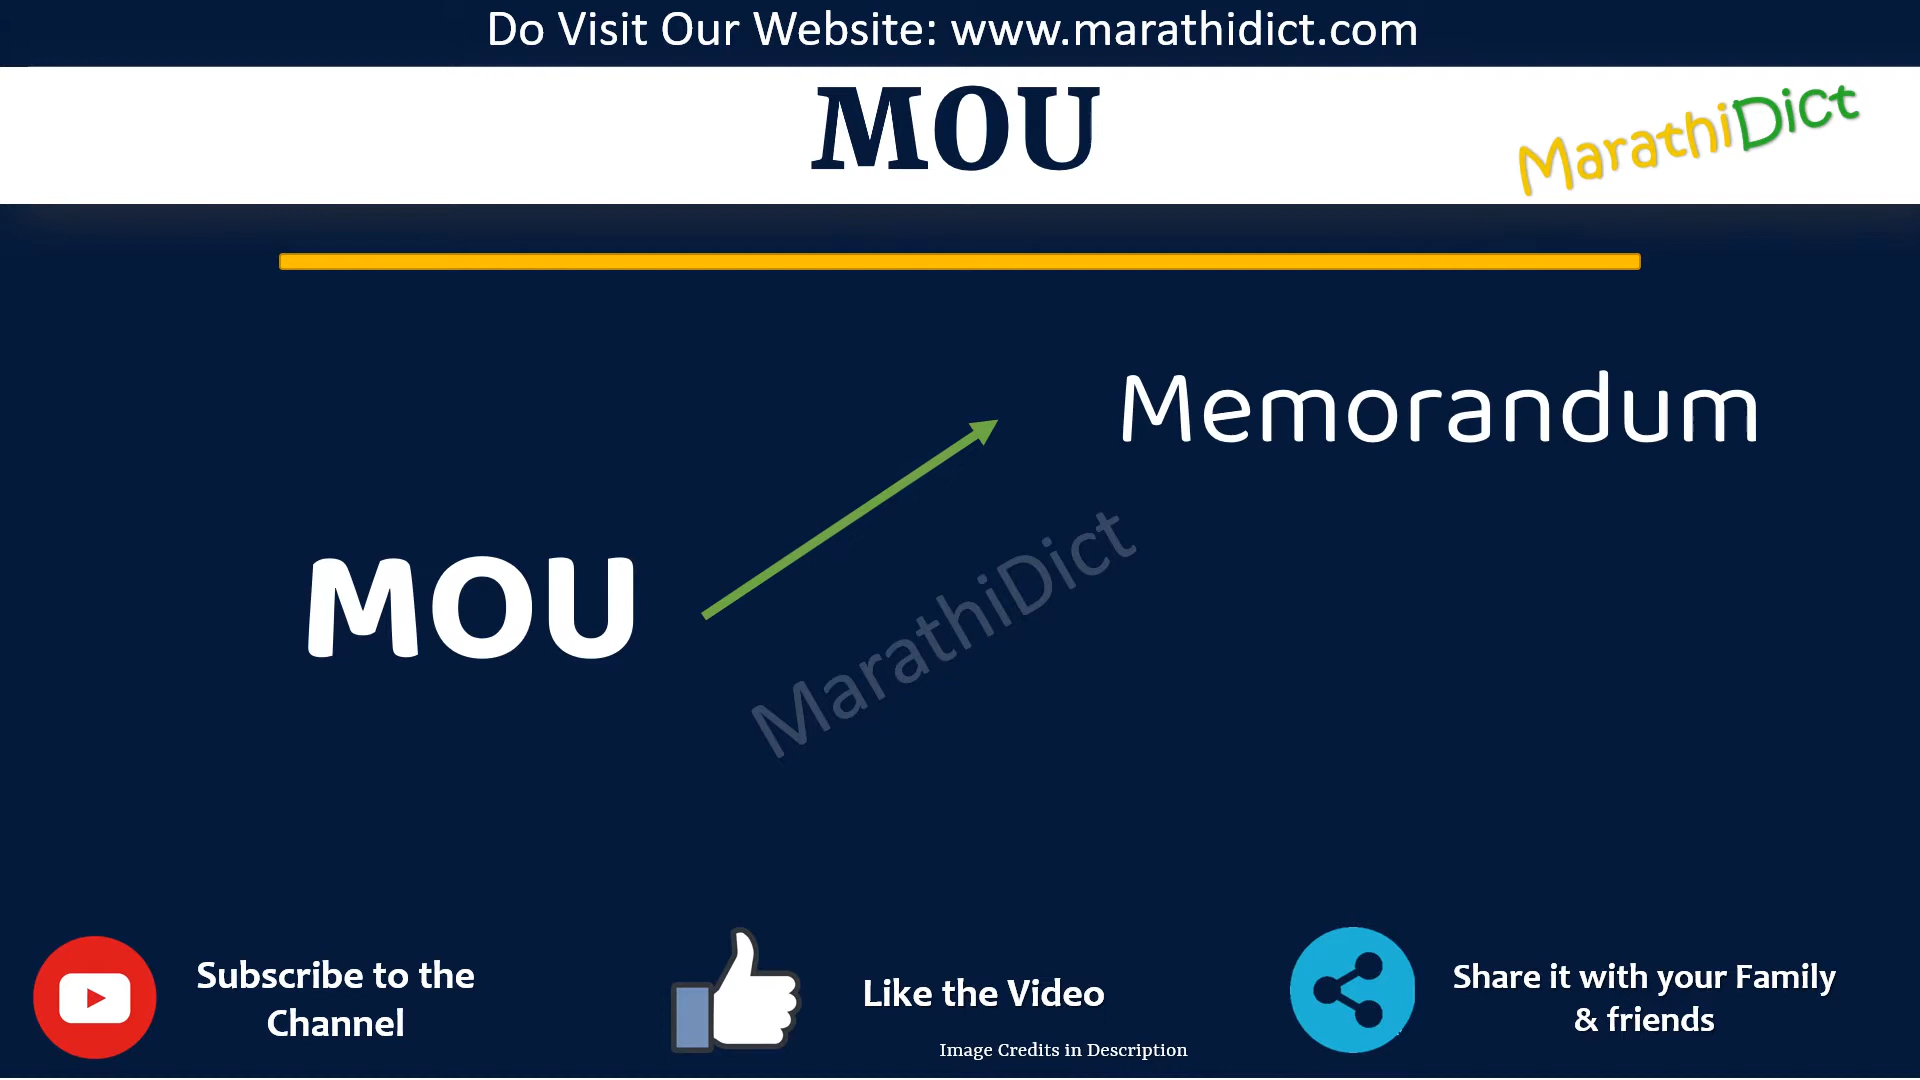 Do Visit Our Website: www.marathidict.com
MOU
MarathiDict
Memorandum
MOU
MarathiDict
Subscribe to the
Channel
Like the Video
Share it with your Family
& friends
Image Credits in Description